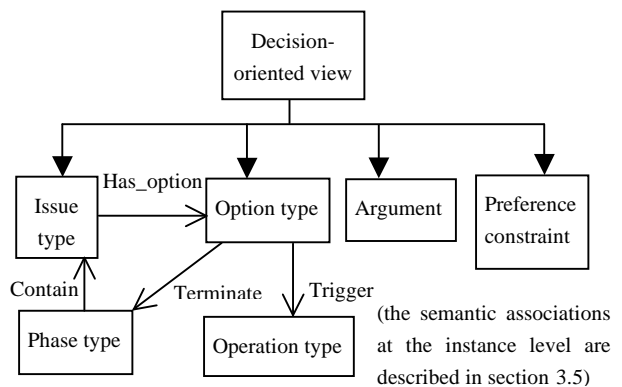 Decision-
oriented view
Has_option
Issue
type
Option type
Argument
Preference
constraint
Contain
Terminate
Trigger
Phase type
Operation type
(the semantic associations
at the instance level are
described in section 3.5)